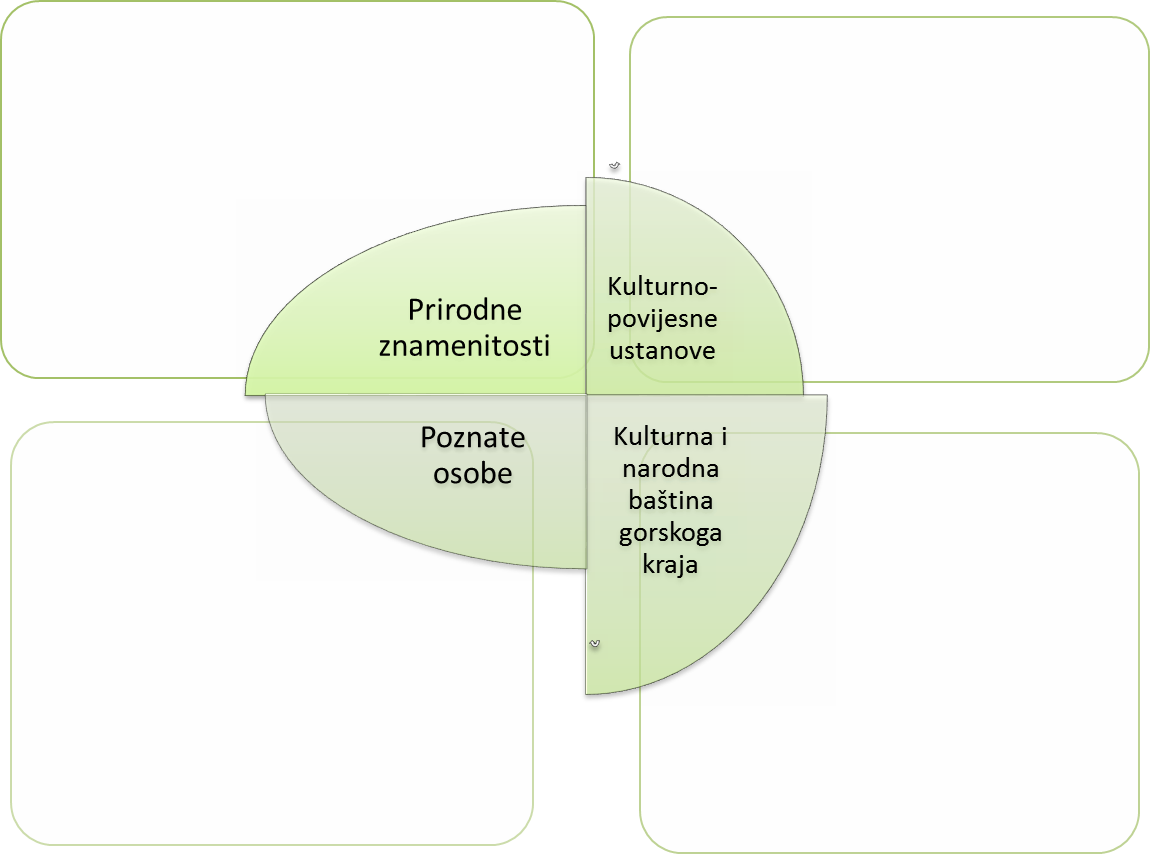 Prirodne
znamenitosti
Kulturno-
povijesne
ustanove
Poznate
osobe
Kulturna i
narodna
baština
gorskoga
kraja